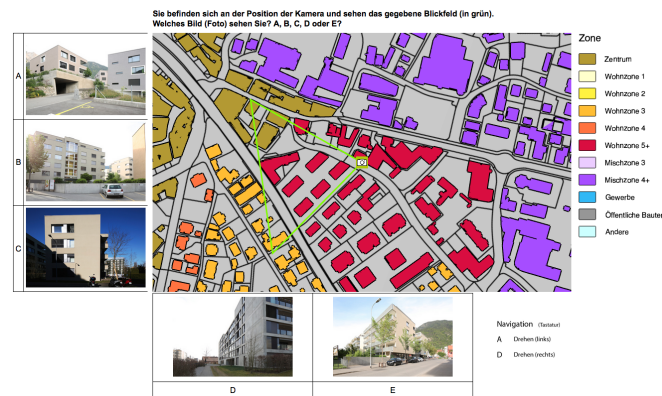 Sie befinden sich an der Position der Kamera und sehen das gegebene Blickfeld (in grün).
Welches Bild (Foto) sehen Sie? A, B, C, D oder E?
A
B
C
D
E
Zone
Zentrum
Wohnzone 1
Wohnzone 2
Wohnzone 3
Wohnzone 4
Wohnzone 5+
Mischzone 3
Mischzone 4+
Gewerbe
Öffentliche Bauten
Andere
Navigation (Tastatur)
A Drehen (links)
D Drehen (rechts)